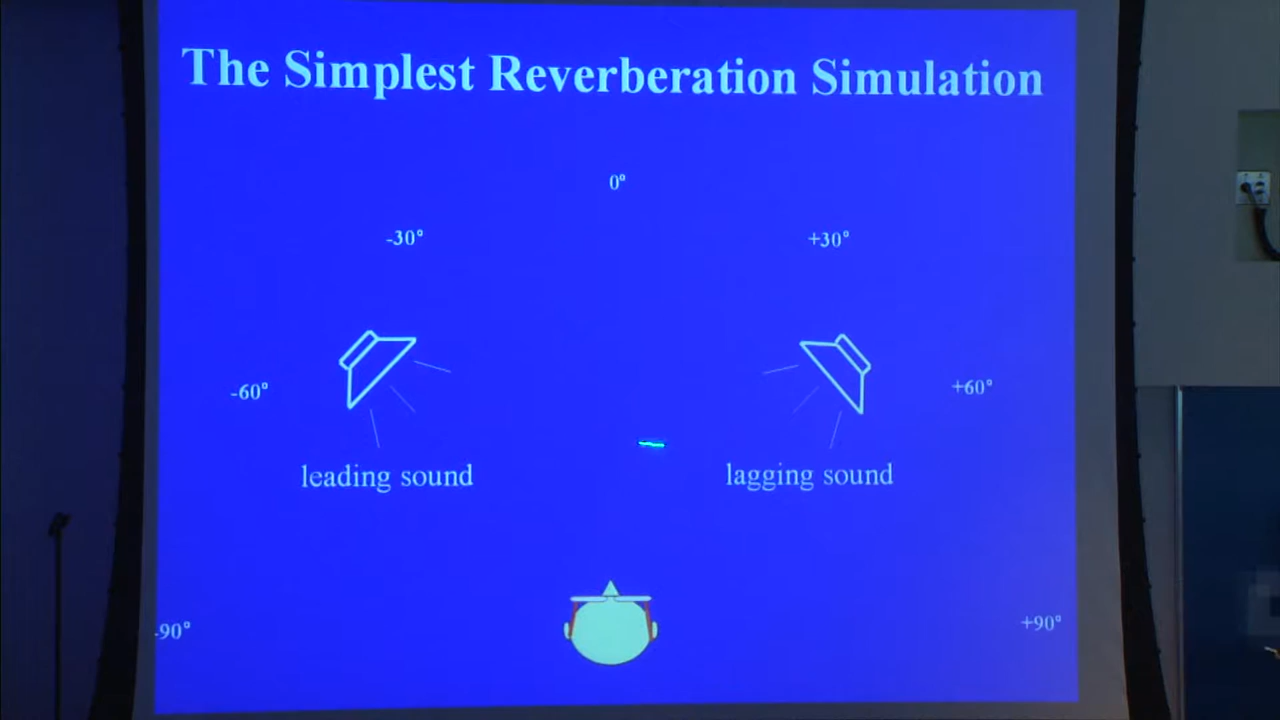 The Simplest Reverberation Simulation
0°
-30°
+30°
-60°
+60°
leading sound
lagging sound
-90°
+90°